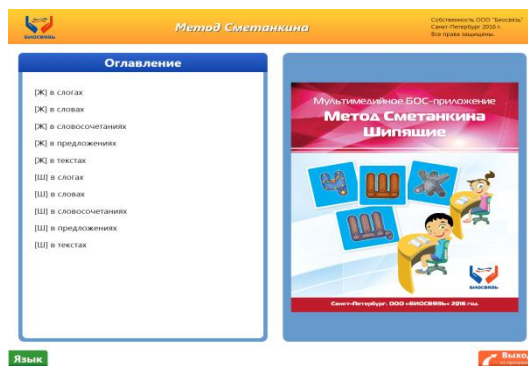 БИОСВЯЗЬ
Метод Сметанкина
Собственность ООО "Биосвязь"
Санкт-Петербург 2016 г.
Все права защищены.
Оглавление
[Ж] в слогах
[Ж] в словах
[Ж] в словосочетаниях
[Ж] в предложениях
[Ж] в текстах
[Ш] в слогах
[Ш] в словах
[Ш] в словосочетаниях
[Ш] в предложениях
[Ш] в текстах
Мультимедийное БОС-приложение
Метод Сметанкина
Шипящие
Ч Ш Ж
Щ
БИОСВЯЗЬ
Санкт-Петербург. ООО «БИОСВЯЗЬ» 2016 год.
Язык
Выхо